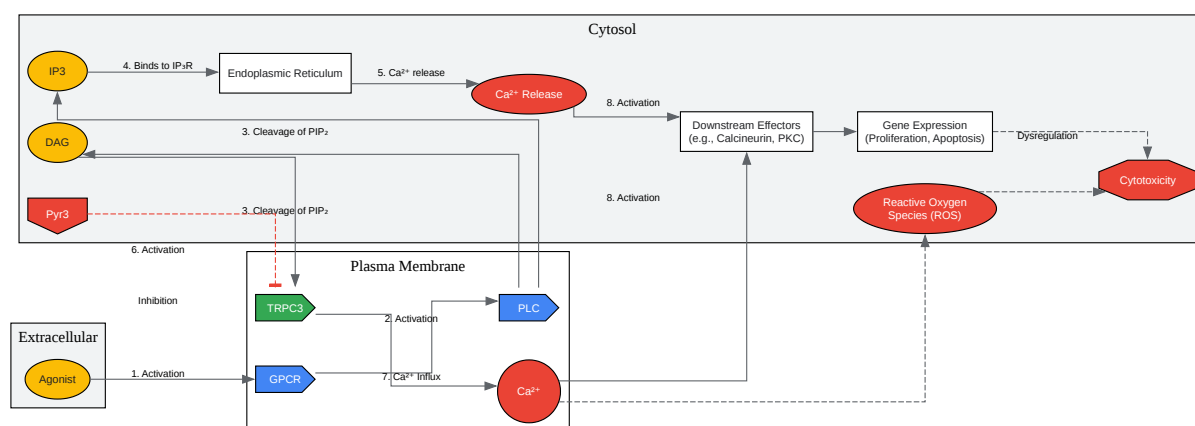 Cytosol
IP3
4. Binds to IP₃R
Endoplasmic Reticulum
5. Ca²⁺ release
Ca²⁺ Release
8. Activation
Downstream Effectors
(e.g., Calcineurin, PKC)
Gene Expression
(Proliferation, Apoptosis)
Dysregulation
Cytotoxicity
3. Cleavage of PIP₂
DAG
Pyr3
3. Cleavage of PIP₂
8. Activation
Reactive Oxygen
Species (ROS)
6. Activation
Plasma Membrane
Inhibition
TRPC3
2. Activation
PLC
Extracellular
Agonist
1. Activation
GPCR
7. Ca²⁺ Influx
Ca²⁺